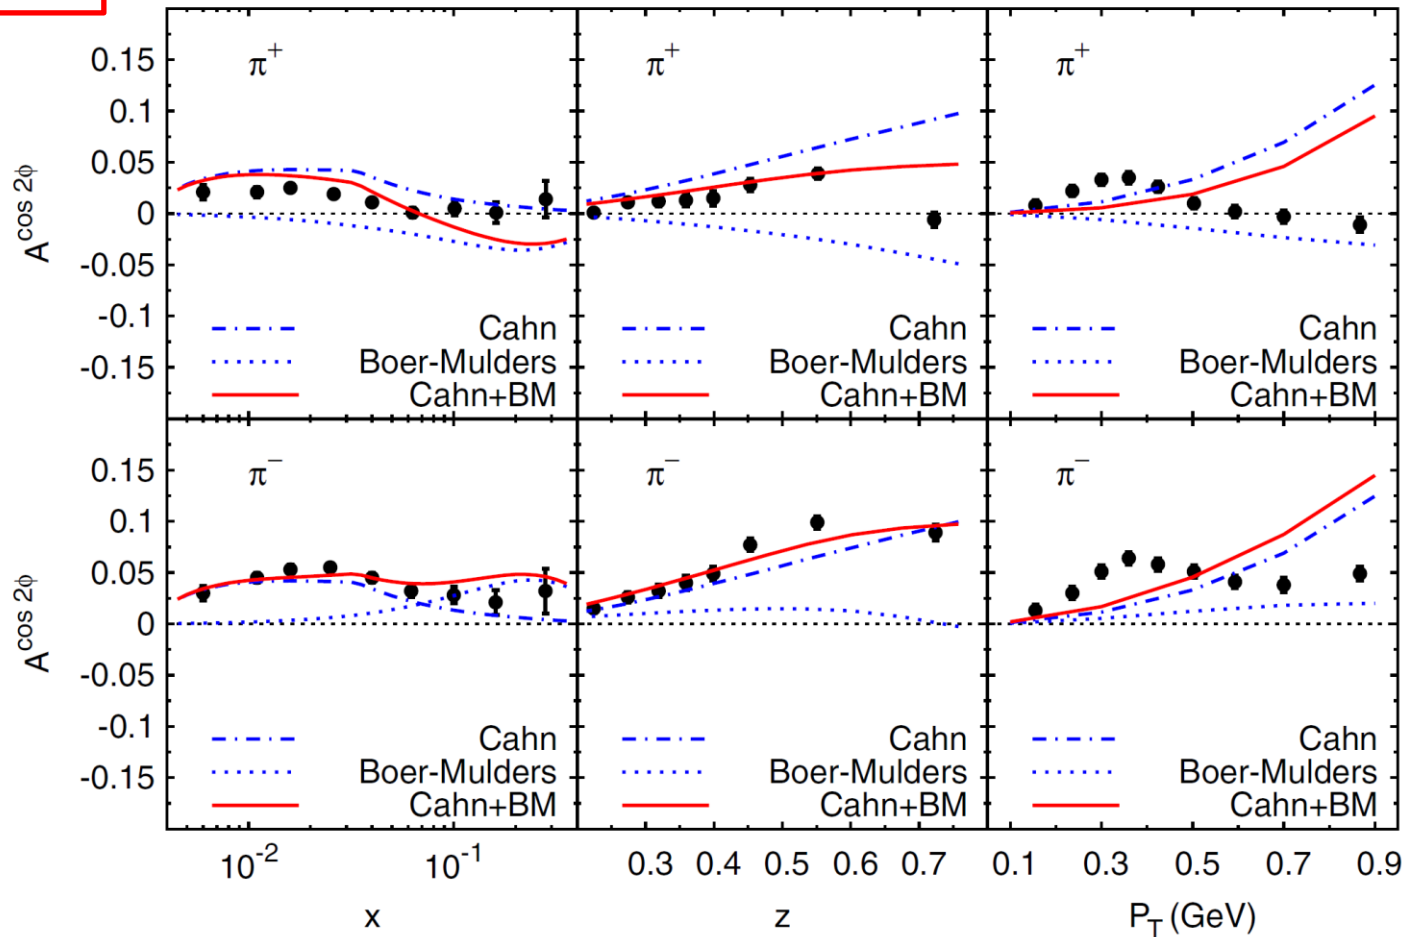 π⁺ π⁺ π⁺
0.15
0.1
0.05
0
-0.05
-0.1
-0.15
A^cos 2ϕ
Cahn Cahn Cahn
Boer-Mulders Boer-Mulders Boer-Mulders
Cahn+BM Cahn+BM Cahn+BM
π⁻ π⁻ π⁻
0.15
0.1
0.05
0
-0.05
-0.1
-0.15
A^cos 2ϕ
Cahn Cahn Cahn
Boer-Mulders Boer-Mulders Boer-Mulders
Cahn+BM Cahn+BM Cahn+BM
10⁻² 10⁻¹ 0.3 0.4 0.5 0.6 0.7 0.1 0.3 0.5 0.7 0.9
x z P_T (GeV)